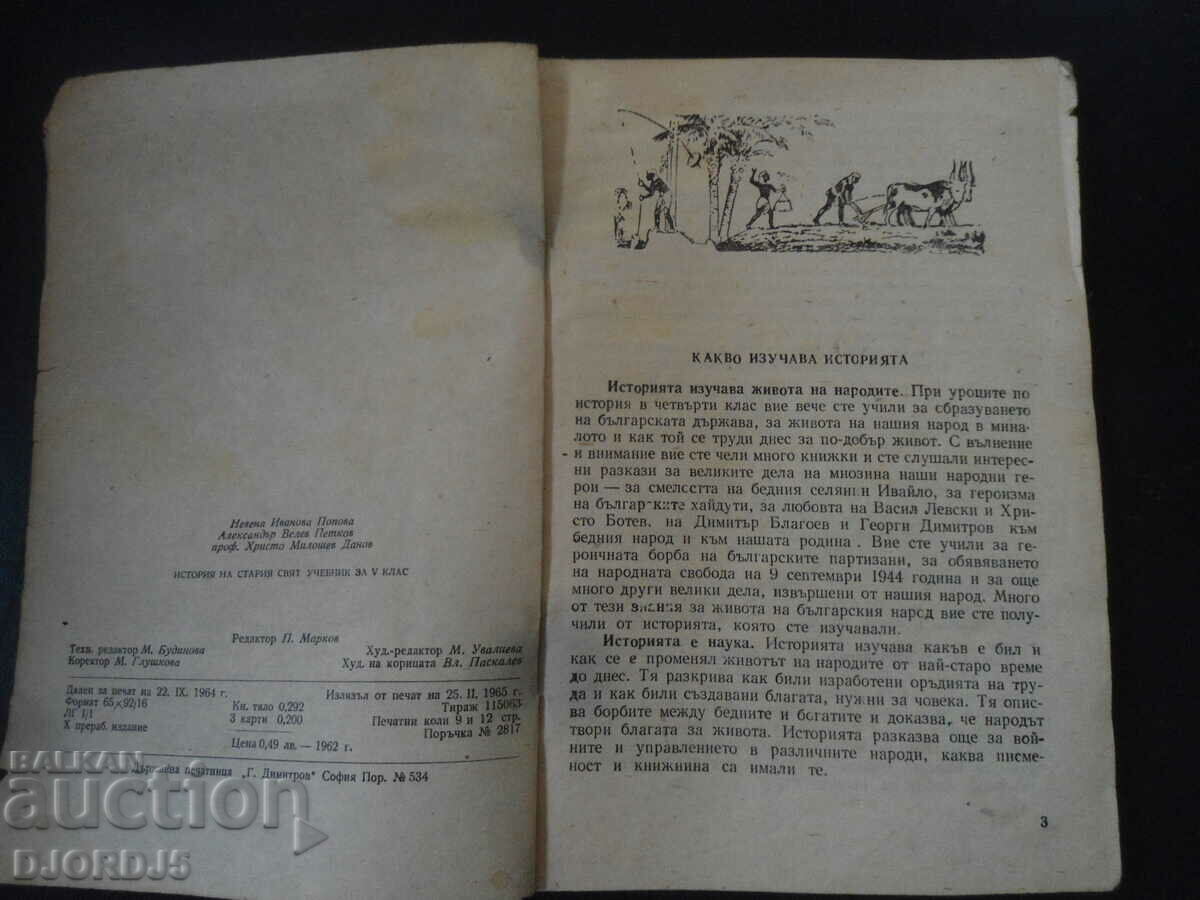 Невена Иванова Попова
Александър Велев Петков
проф. Христо Милошев Данов
ИСТОРИЯ НА СТАРИЯ СВЯТ УЧЕБНИК ЗА V КЛАС
Редактор П. Марков
Техн. редактор М. Будинова Худ.-редактор М. Увалиева
Коректор М. Глушкова Худ. на корицата Вл. Паскалев
Даден за печат на 22. IX. 1964 г. Излязъл от печат на 25. II. 1965 г.
Формат 65×92/16 Кн. тяло 0,292 Тираж 115063
ЛГ I/1 3 карти 0,200 Печатни коли 9 и 12 стр.
X прераб. издание Поръчка № 2817
Цена 0,49 лв. — 1962 г.
Държавна печатница „Г. Димитров" София Пор. № 534
КАКВО ИЗУЧАВА ИСТОРИЯТА
Историята изучава живота на народите. При уроците по
история в четвърти клас вие вече сте учили за сбразуването
на българската държава, за живота на нашия народ в мина-
лото и как той се труди днес за по-добър живот. С вълнение
и внимание вие сте чели много книжки и сте слушали интерес-
ни разкази за великите дела на мнозина наши народни ге-
рои — за смелостта на бедния селянин Ивайло, за героизма
на българските хайдути, за любовта на Васил Левски и Хри-
сто Ботев, на Димитър Благоев и Георги Димитров към
бедния народ и към нашата родина. Вие сте учили за ге-
роичната борба на българските партизани, за обявяването
на народната свобода на 9 септември 1944 година и за още
много други велики дела, извършени от нашия народ. Много
от тези знания за живота на българския народ вие сте полу-
чили от историята, която сте изучавали.
Историята е наука. Историята изучава какъв е бил и
как се е променял животът на народите от най-старо време
до днес. Тя разкрива как били изработени оръдията на тру-
да и как били създавани благата, нужни за човека. Тя опис-
ва борбите между бедните и богатите и доказва, че народът
твори благата за живота. Историята разказва още за вой-
ните и управлението в различните народи, каква писме-
ност и книжнина са имали те.
3
BALKAN
auction
DJORDJ5